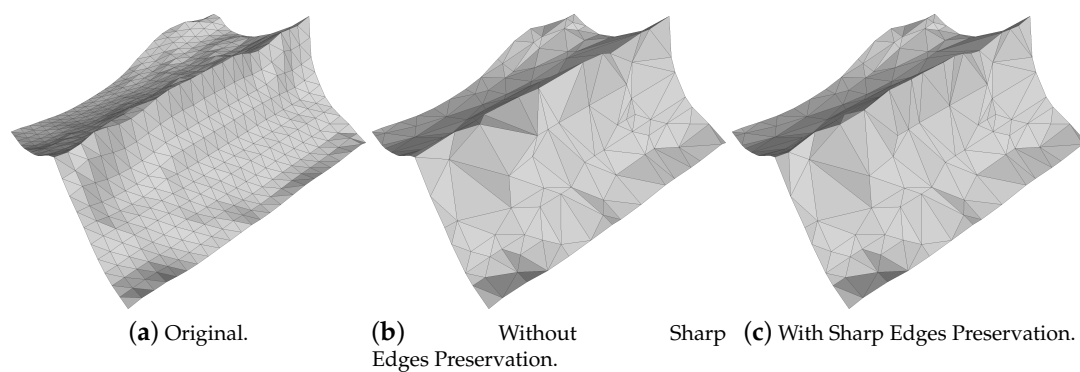 (a) Original.
(b) Without Sharp
Edges Preservation.
(c) With Sharp Edges Preservation.